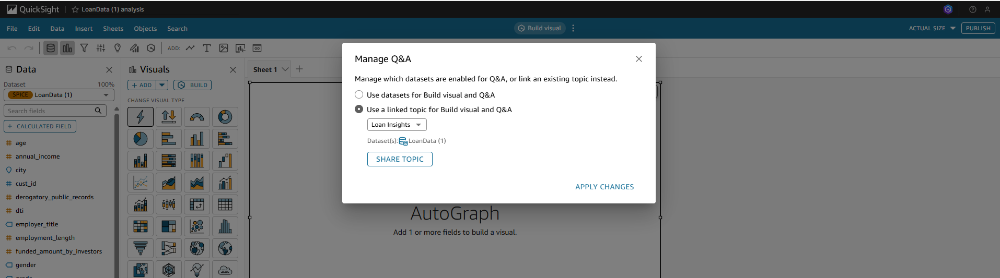 QuickSight
LoanData (1) analysis
File Edit Data Insert Sheets Objects Search
Build visual
ACTUAL SIZE
PUBLISH
ADD:
Data
Dataset 100%
SPICE LoanData (1)
Search fields
+ CALCULATED FIELD
age
annual_income
city
cust_id
derogatory_public_records
dti
employer_title
employment_length
funded_amount_by_investors
gender
Visuals
+ ADD
BUILD
CHANGE VISUAL TYPE
Sheet 1
Manage Q&A
Manage which datasets are enabled for Q&A, or link an existing topic instead.
Use datasets for Build visual and Q&A
Use a linked topic for Build visual and Q&A
Loan Insights
Dataset(s): LoanData (1)
SHARE TOPIC
APPLY CHANGES
AutoGraph
Add 1 or more fields to build a visual.